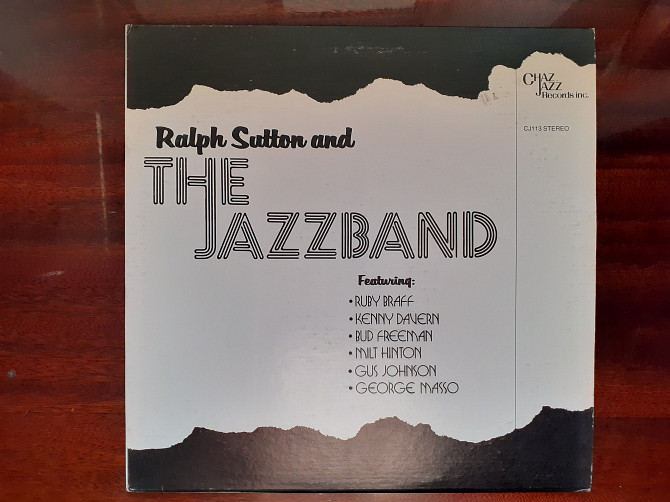 CHAZ
JAZZ
Records inc.
CJ113 STEREO
Ralph Sutton and
THE
JAZZBAND
Featuring:
• RUBY BRAFF
• KENNY DAVERN
• BUD FREEMAN
• MILT HINTON
• GUS JOHNSON
• GEORGE MASSO